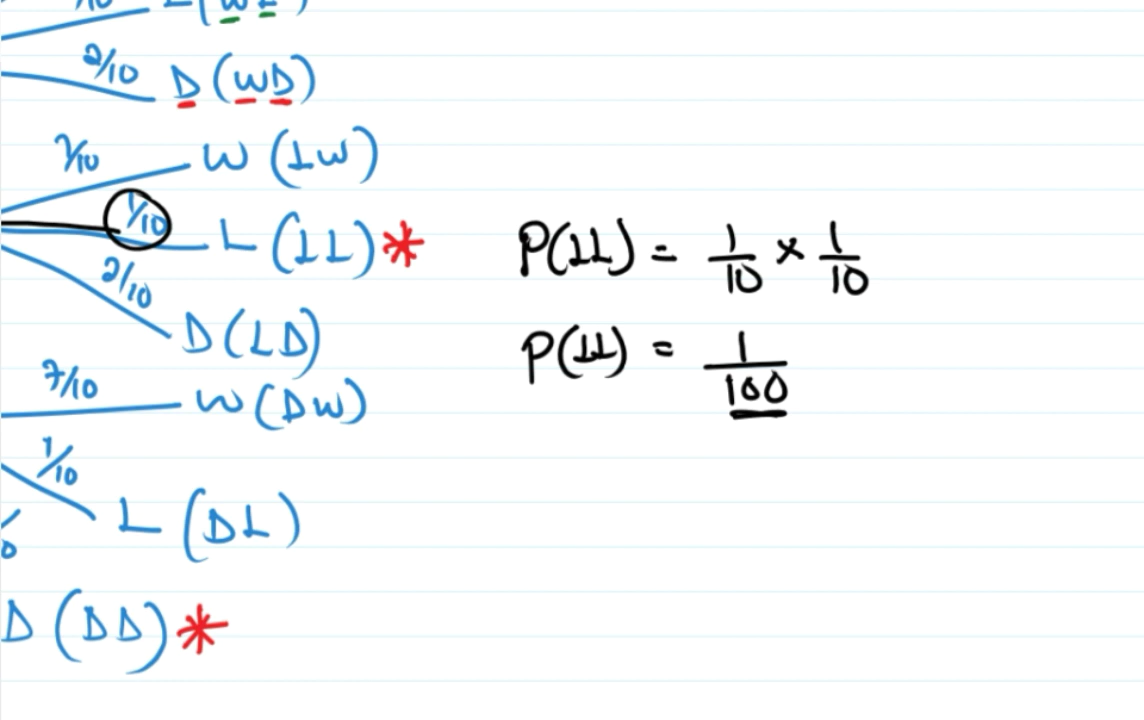 2/10 D (WD)
7/10 W (LW)
1/10 L (LL) * P(LL) = 1/10 × 1/10
2/10 D (LD) P(LL) = 1/100
7/10 W (DW)
1/10 L (DL)
D (DD) *